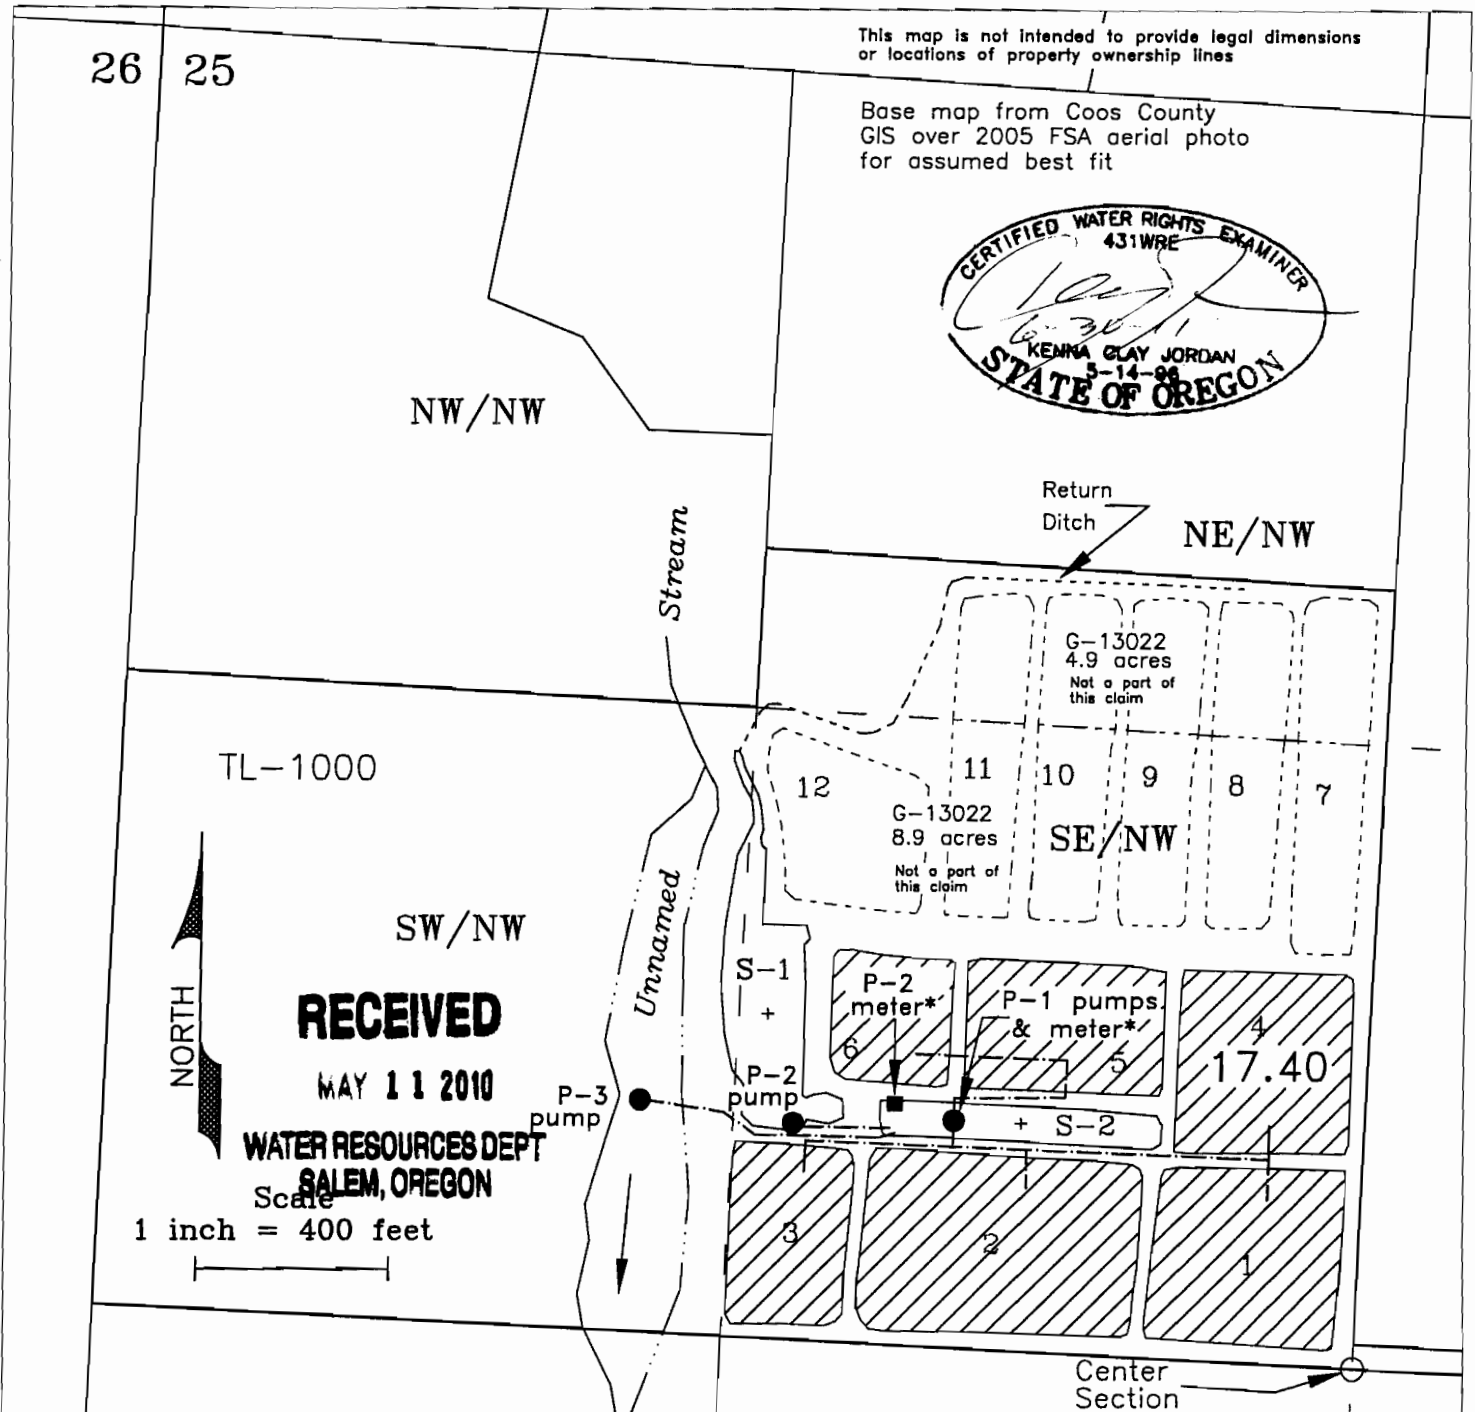 This map is not intended to provide legal dimensions
or locations of property ownership lines
26 25
Base map from Coos County
GIS over 2005 FSA aerial photo
for assumed best fit
CERTIFIED WATER RIGHTS EXAMINER
431WRE
6-30-11
KENNA CLAY JORDAN
5-14-96
STATE OF OREGON
NW/NW
Return
Ditch
NE/NW
Stream
G-13022
4.9 acres
Not a part of
this claim
TL-1000
12
11
10
9
8
7
G-13022
8.9 acres
SE/NW
Not a part of
this claim
SW/NW
Unnamed
S-1
+
P-2
meter*
P-1 pumps
& meter*
4
17.40
6
5
NORTH
RECEIVED
MAY 11 2010
WATER RESOURCES DEPT
SALEM, OREGON
P-3
pump
P-2
pump
+ S-2
Scale
1 inch = 400 feet
3
2
1
Center
Section